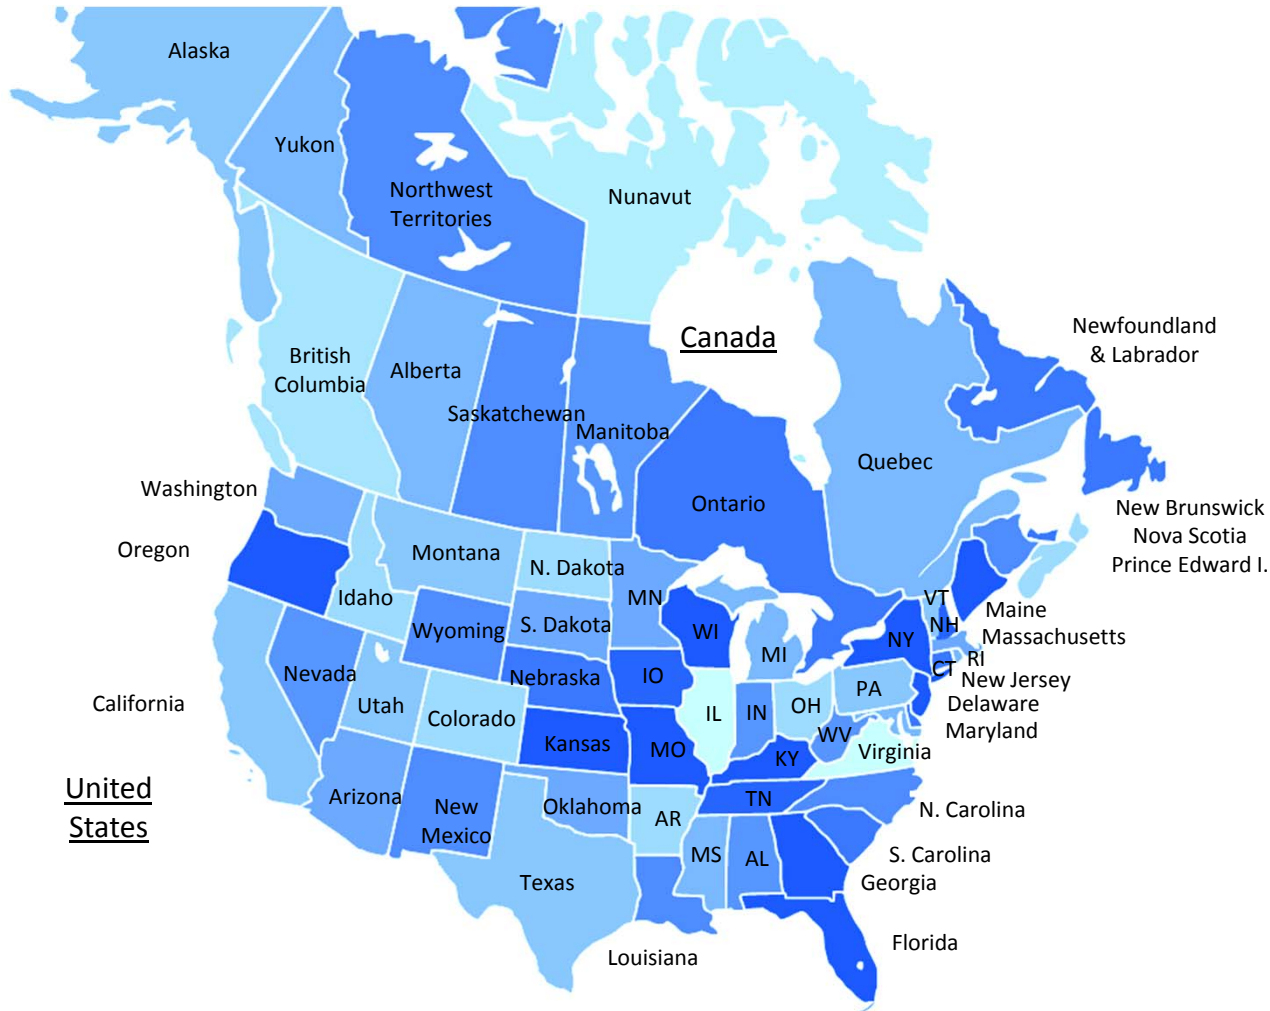 Alaska
Yukon
Northwest
Territories
Nunavut
Canada
Newfoundland
& Labrador
British
Columbia
Alberta
Saskatchewan
Manitoba
Quebec
Ontario
Washington
New Brunswick
Nova Scotia
Prince Edward I.
Oregon
Montana
N. Dakota
Idaho
MN
VT
Maine
Wyoming
S. Dakota
WI
NY
NH
Massachusetts
MI
RI
CT
Nevada
Nebraska
IO
New Jersey
PA
California
Utah
Colorado
IL
IN
OH
Delaware
WV
Maryland
Kansas
MO
KY
Virginia
United
States
Arizona
New
Mexico
Oklahoma
AR
TN
N. Carolina
MS
AL
S. Carolina
Texas
Georgia
Louisiana
Florida